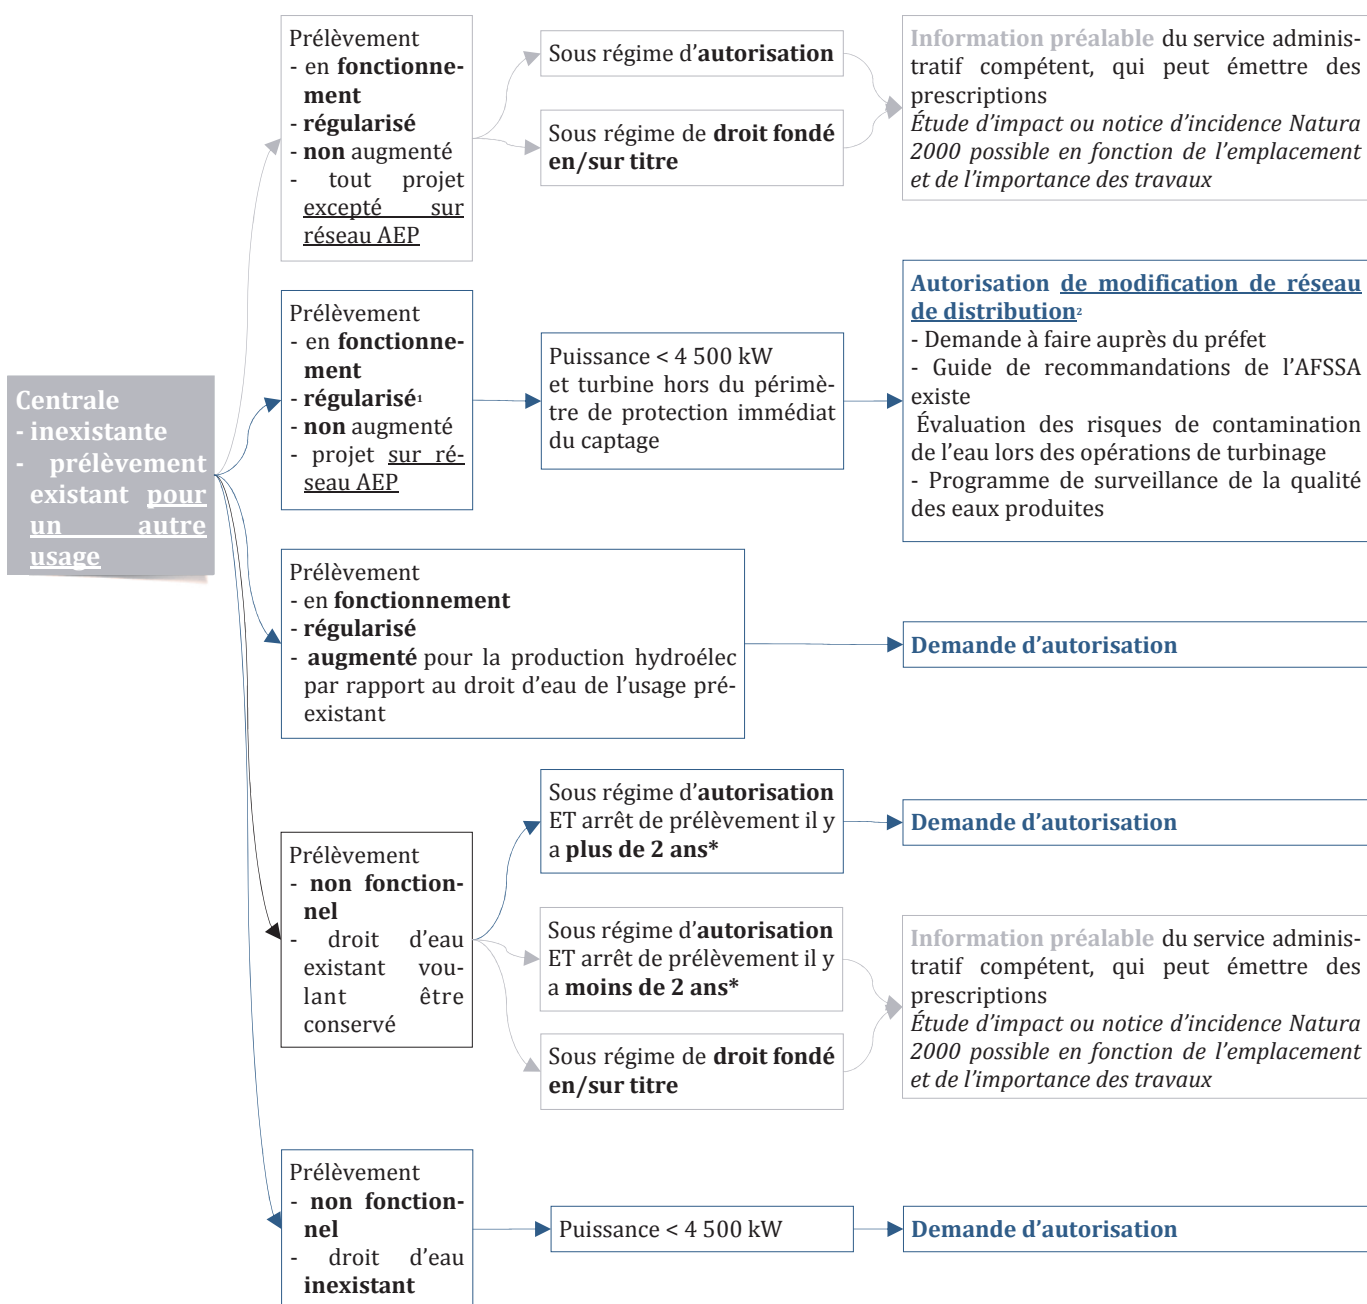 Centrale
- inexistante
- prélèvement
existant pour
un autre
usage
Prélèvement
- en fonctionne-
ment
- régularisé
- non augmenté
- tout projet
excepté sur
réseau AEP
Sous régime d’autorisation
Sous régime de droit fondé
en/sur titre
Information préalable du service adminis-
tratif compétent, qui peut émettre des
prescriptions
Étude d’impact ou notice d’incidence Natura
2000 possible en fonction de l’emplacement
et de l’importance des travaux
Prélèvement
- en fonctionne-
ment
- régularisé1
- non augmenté
- projet sur ré-
seau AEP
Puissance < 4 500 kW
et turbine hors du périmè-
tre de protection immédiat
du captage
Autorisation de modification de réseau
de distribution2
- Demande à faire auprès du préfet
- Guide de recommandations de l’AFSSA
existe
Évaluation des risques de contamination
de l’eau lors des opérations de turbinage
- Programme de surveillance de la qualité
des eaux produites
Prélèvement
- en fonctionnement
- régularisé
- augmenté pour la production hydroélec
par rapport au droit d’eau de l’usage pré-
existant
Demande d’autorisation
Prélèvement
- non fonction-
nel
- droit d’eau
existant vou-
lant être
conservé
Sous régime d’autorisation
ET arrêt de prélèvement il y
a plus de 2 ans*
Demande d’autorisation
Sous régime d’autorisation
ET arrêt de prélèvement il y
a moins de 2 ans*
Sous régime de droit fondé
en/sur titre
Information préalable du service adminis-
tratif compétent, qui peut émettre des
prescriptions
Étude d’impact ou notice d’incidence Natura
2000 possible en fonction de l’emplacement
et de l’importance des travaux
Prélèvement
- non fonction-
nel
- droit d’eau
inexistant
Puissance < 4 500 kW
Demande d’autorisation